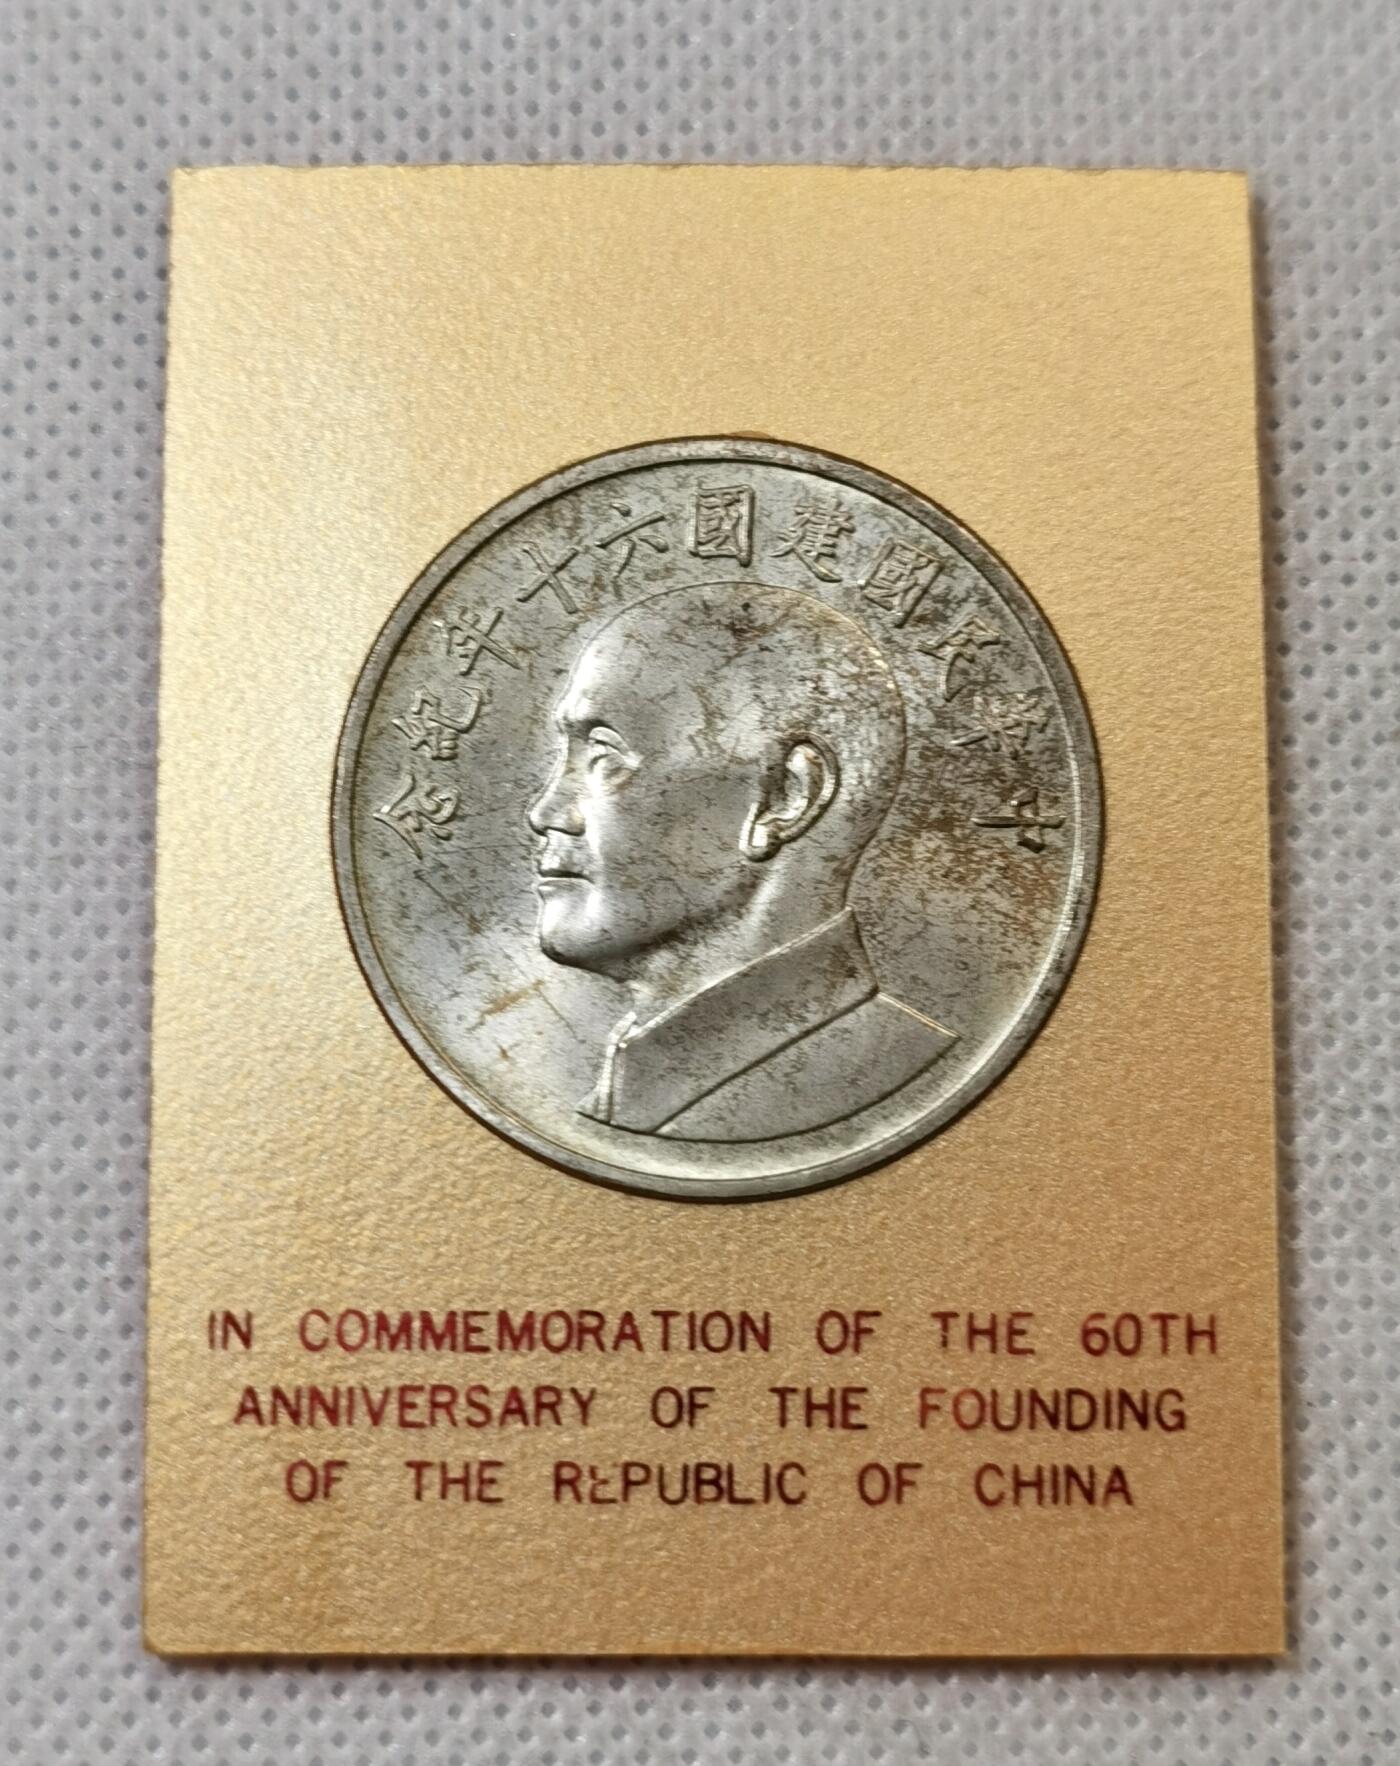 中華民國建國六十年紀念
IN COMMEMORATION OF THE 60TH
ANNIVERSARY OF THE FOUNDING
OF THE REPUBLIC OF CHINA